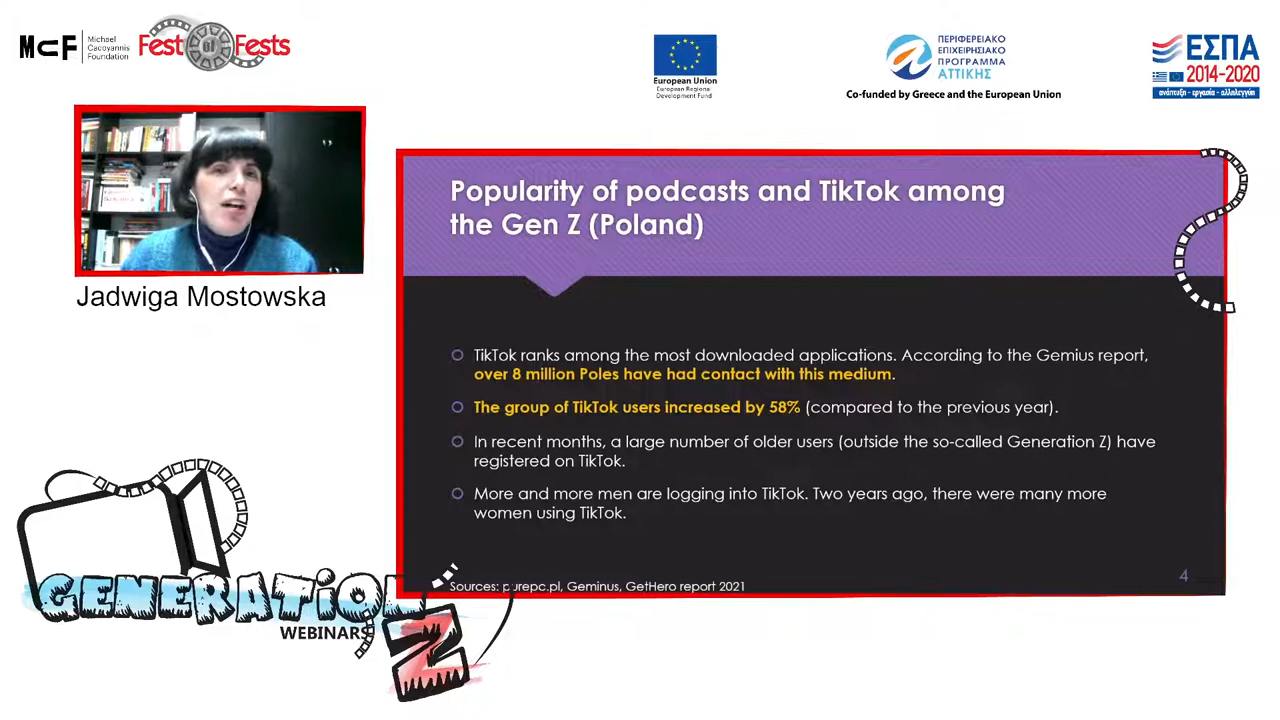 MCF
Michael
Cacoyannis
Foundation
Fest of Fests
European Union
European Regional
Development Fund
ΠΕΡΙΦΕΡΕΙΑΚΟ
ΕΠΙΧΕΙΡΗΣΙΑΚΟ
ΠΡΟΓΡΑΜΜΑ
ΑΤΤΙΚΗΣ
Co-funded by Greece and the European Union
ΕΣΠΑ
2014-2020
ανάπτυξη - εργασία - αλληλεγγύη
Jadwiga Mostowska
Popularity of podcasts and TikTok among
the Gen Z (Poland)
TikTok ranks among the most downloaded applications. According to the Gemius report,
over 8 million Poles have had contact with this medium.
The group of TikTok users increased by 58% (compared to the previous year).
In recent months, a large number of older users (outside the so-called Generation Z) have
registered on TikTok.
More and more men are logging into TikTok. Two years ago, there were many more
women using TikTok.
Sources: purepc.pl, Geminus, GetHero report 2021
4
GENERATiON
WEBINARS
Z